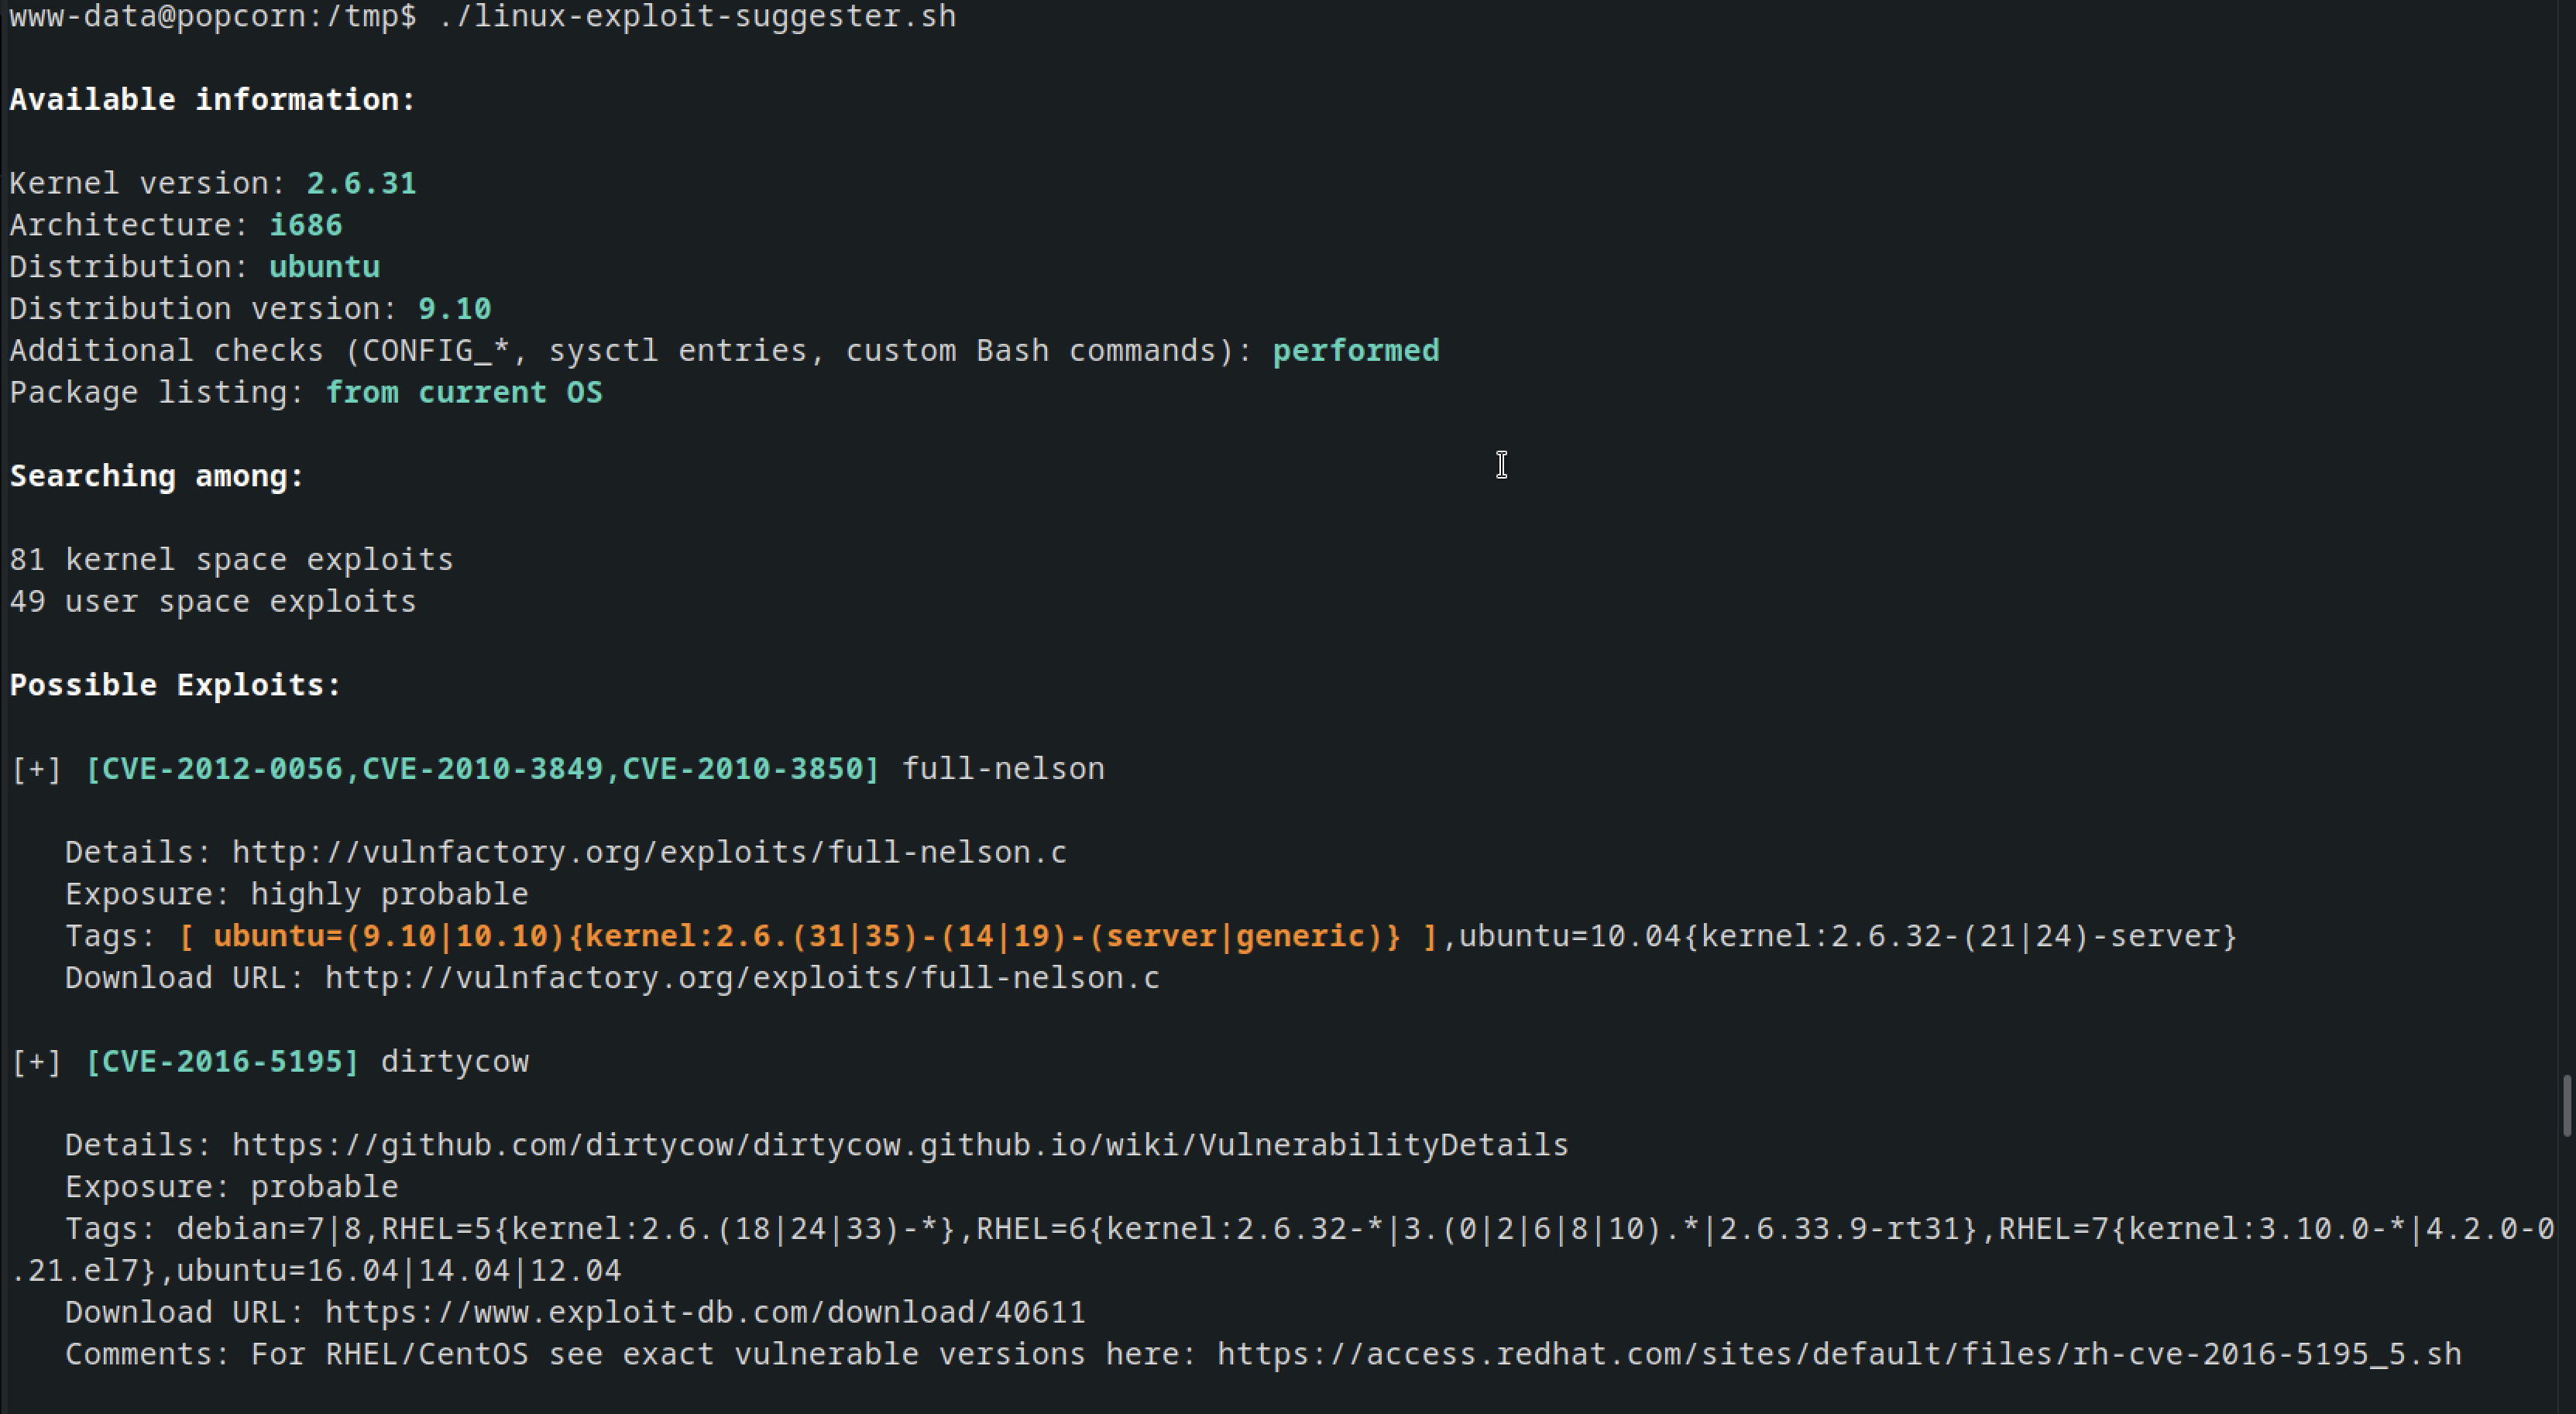 www-data@popcorn:/tmp$ ./linux-exploit-suggester.sh
Available information:
Kernel version: 2.6.31
Architecture: i686
Distribution: ubuntu
Distribution version: 9.10
Additional checks (CONFIG_*, sysctl entries, custom Bash commands): performed
Package listing: from current OS
Searching among:
81 kernel space exploits
49 user space exploits
Possible Exploits:
[+] [CVE-2012-0056,CVE-2010-3849,CVE-2010-3850] full-nelson
   Details: http://vulnfactory.org/exploits/full-nelson.c
   Exposure: highly probable
   Tags: [ ubuntu=(9.10|10.10){kernel:2.6.(31|35)-(14|19)-(server|generic)} ],ubuntu=10.04{kernel:2.6.32-(21|24)-server}
   Download URL: http://vulnfactory.org/exploits/full-nelson.c
[+] [CVE-2016-5195] dirtycow
   Details: https://github.com/dirtycow/dirtycow.github.io/wiki/VulnerabilityDetails
   Exposure: probable
   Tags: debian=7|8,RHEL=5{kernel:2.6.(18|24|33)-*},RHEL=6{kernel:2.6.32-*|3.(0|2|6|8|10).*|2.6.33.9-rt31},RHEL=7{kernel:3.10.0-*|4.2.0-0
.21.el7},ubuntu=16.04|14.04|12.04
   Download URL: https://www.exploit-db.com/download/40611
   Comments: For RHEL/CentOS see exact vulnerable versions here: https://access.redhat.com/sites/default/files/rh-cve-2016-5195_5.sh